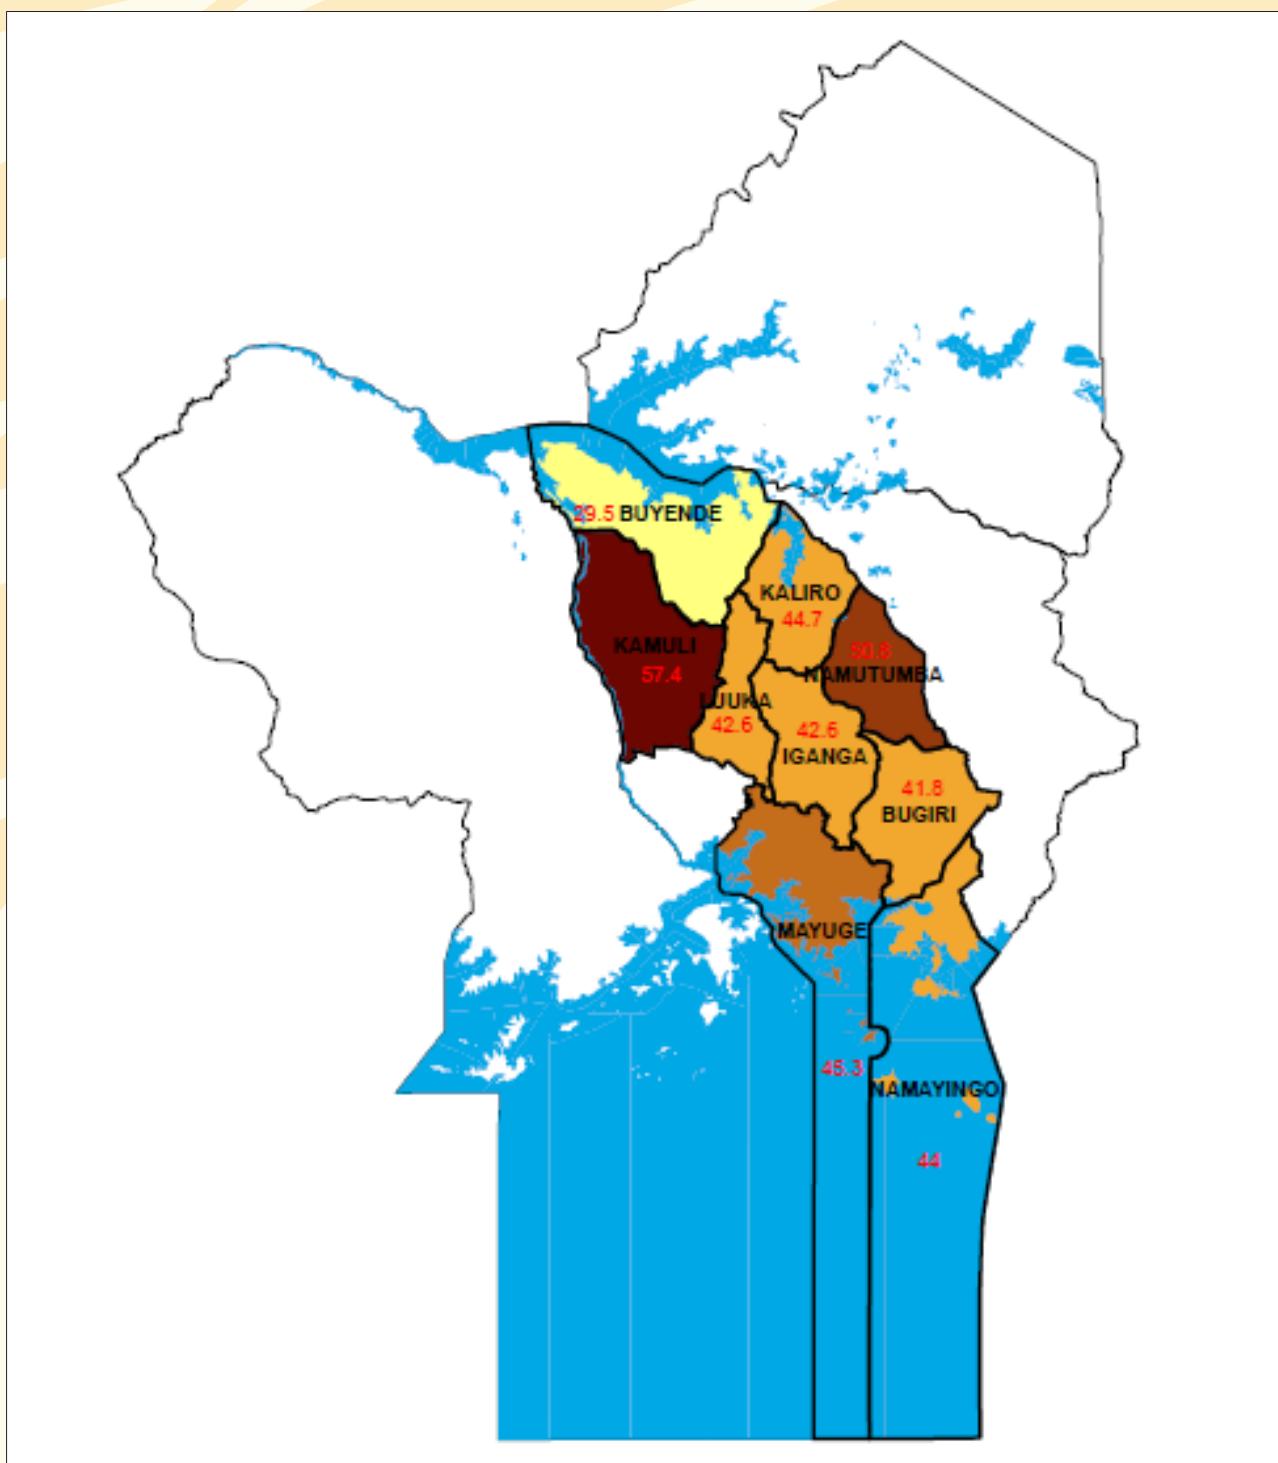 29.5 BUYENDE
KALIRO
44.7
KAMULI
57.4
50.8
NAMUTUMBA
LUUKA
42.6
42.6
IGANGA
41.8
BUGIRI
MAYUGE
45.3
NAMAYINGO
44